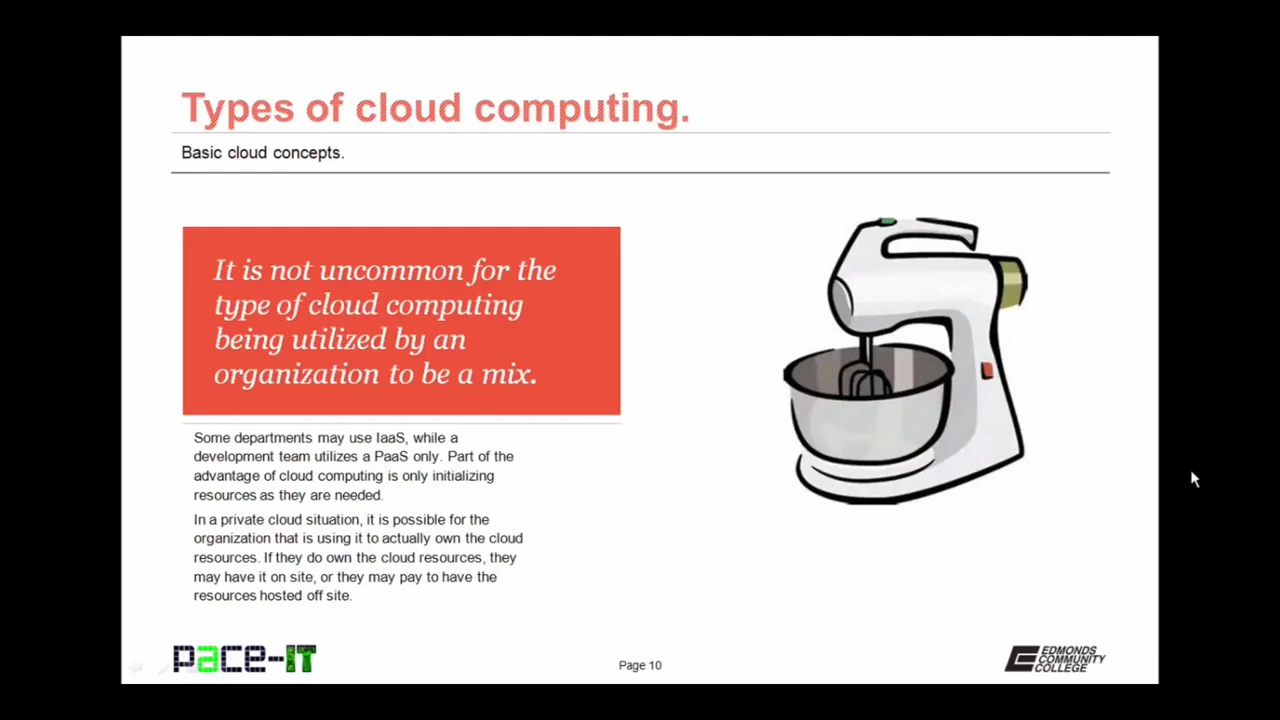 Types of cloud computing.
Basic cloud concepts.
It is not uncommon for the
type of cloud computing
being utilized by an
organization to be a mix.
Some departments may use IaaS, while a
development team utilizes a PaaS only. Part of the
advantage of cloud computing is only initializing
resources as they are needed.
In a private cloud situation, it is possible for the
organization that is using it to actually own the cloud
resources. If they do own the cloud resources, they
may have it on site, or they may pay to have the
resources hosted off site.
pace-IT
Page 10
EDMONDS
COMMUNITY
COLLEGE